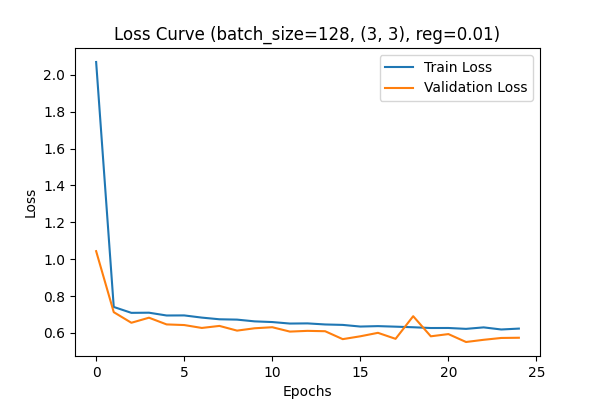 Loss Curve (batch_size=128, (3, 3), reg=0.01)
Train Loss
Validation Loss
Loss
2.0
1.8
1.6
1.4
1.2
1.0
0.8
0.6
0 5 10 15 20 25
Epochs